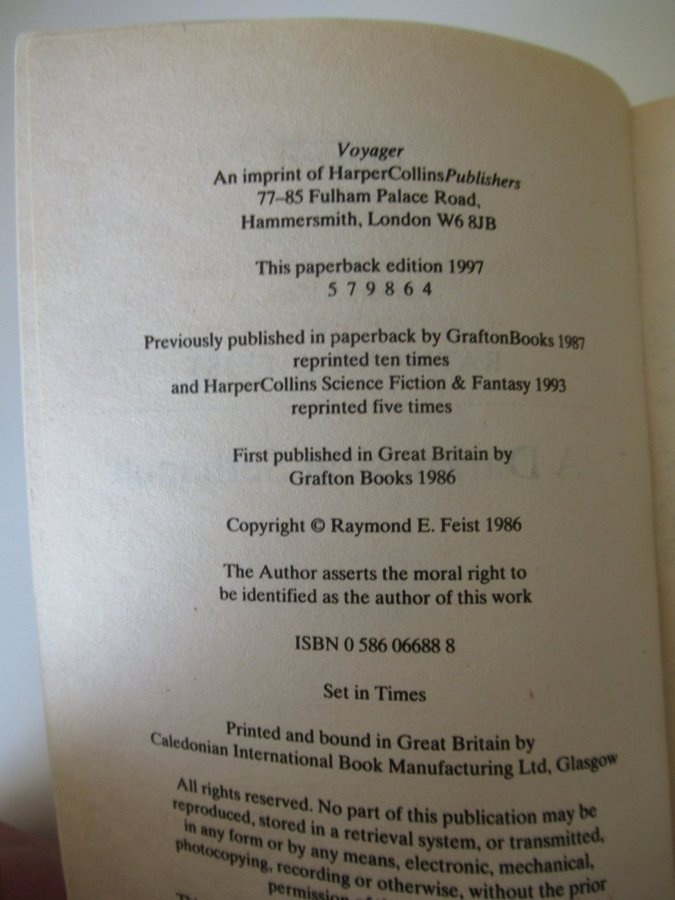 Voyager
An imprint of HarperCollinsPublishers
77–85 Fulham Palace Road,
Hammersmith, London W6 8JB
This paperback edition 1997
5 7 9 8 6 4
Previously published in paperback by GraftonBooks 1987
reprinted ten times
and HarperCollins Science Fiction & Fantasy 1993
reprinted five times
First published in Great Britain by
Grafton Books 1986
Copyright © Raymond E. Feist 1986
The Author asserts the moral right to
be identified as the author of this work
ISBN 0 586 06688 8
Set in Times
Printed and bound in Great Britain by
Caledonian International Book Manufacturing Ltd, Glasgow
All rights reserved. No part of this publication may be
reproduced, stored in a retrieval system, or transmitted,
in any form or by any means, electronic, mechanical,
photocopying, recording or otherwise, without the prior
permission of